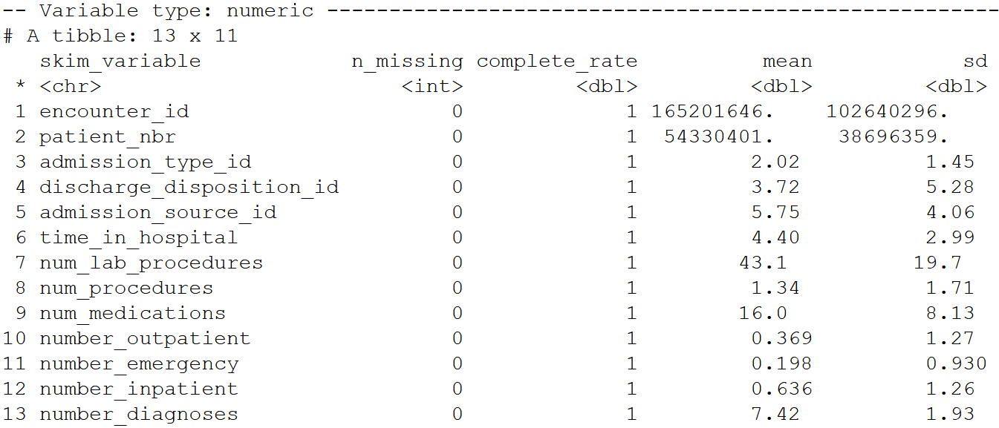 -- Variable type: numeric -----------------------------------------------------
# A tibble: 13 x 11
   skim_variable            n_missing complete_rate          mean            sd
 * <chr>                        <int>         <dbl>         <dbl>         <dbl>
 1 encounter_id                     0             1 165201646.    102640296.
 2 patient_nbr                      0             1  54330401.     38696359.
 3 admission_type_id                0             1         2.02          1.45
 4 discharge_disposition_id         0             1         3.72          5.28
 5 admission_source_id              0             1         5.75          4.06
 6 time_in_hospital                 0             1         4.40          2.99
 7 num_lab_procedures               0             1        43.1          19.7
 8 num_procedures                   0             1         1.34          1.71
 9 num_medications                  0             1        16.0           8.13
10 number_outpatient                0             1         0.369         1.27
11 number_emergency                 0             1         0.198         0.930
12 number_inpatient                 0             1         0.636         1.26
13 number_diagnoses                 0             1         7.42          1.93